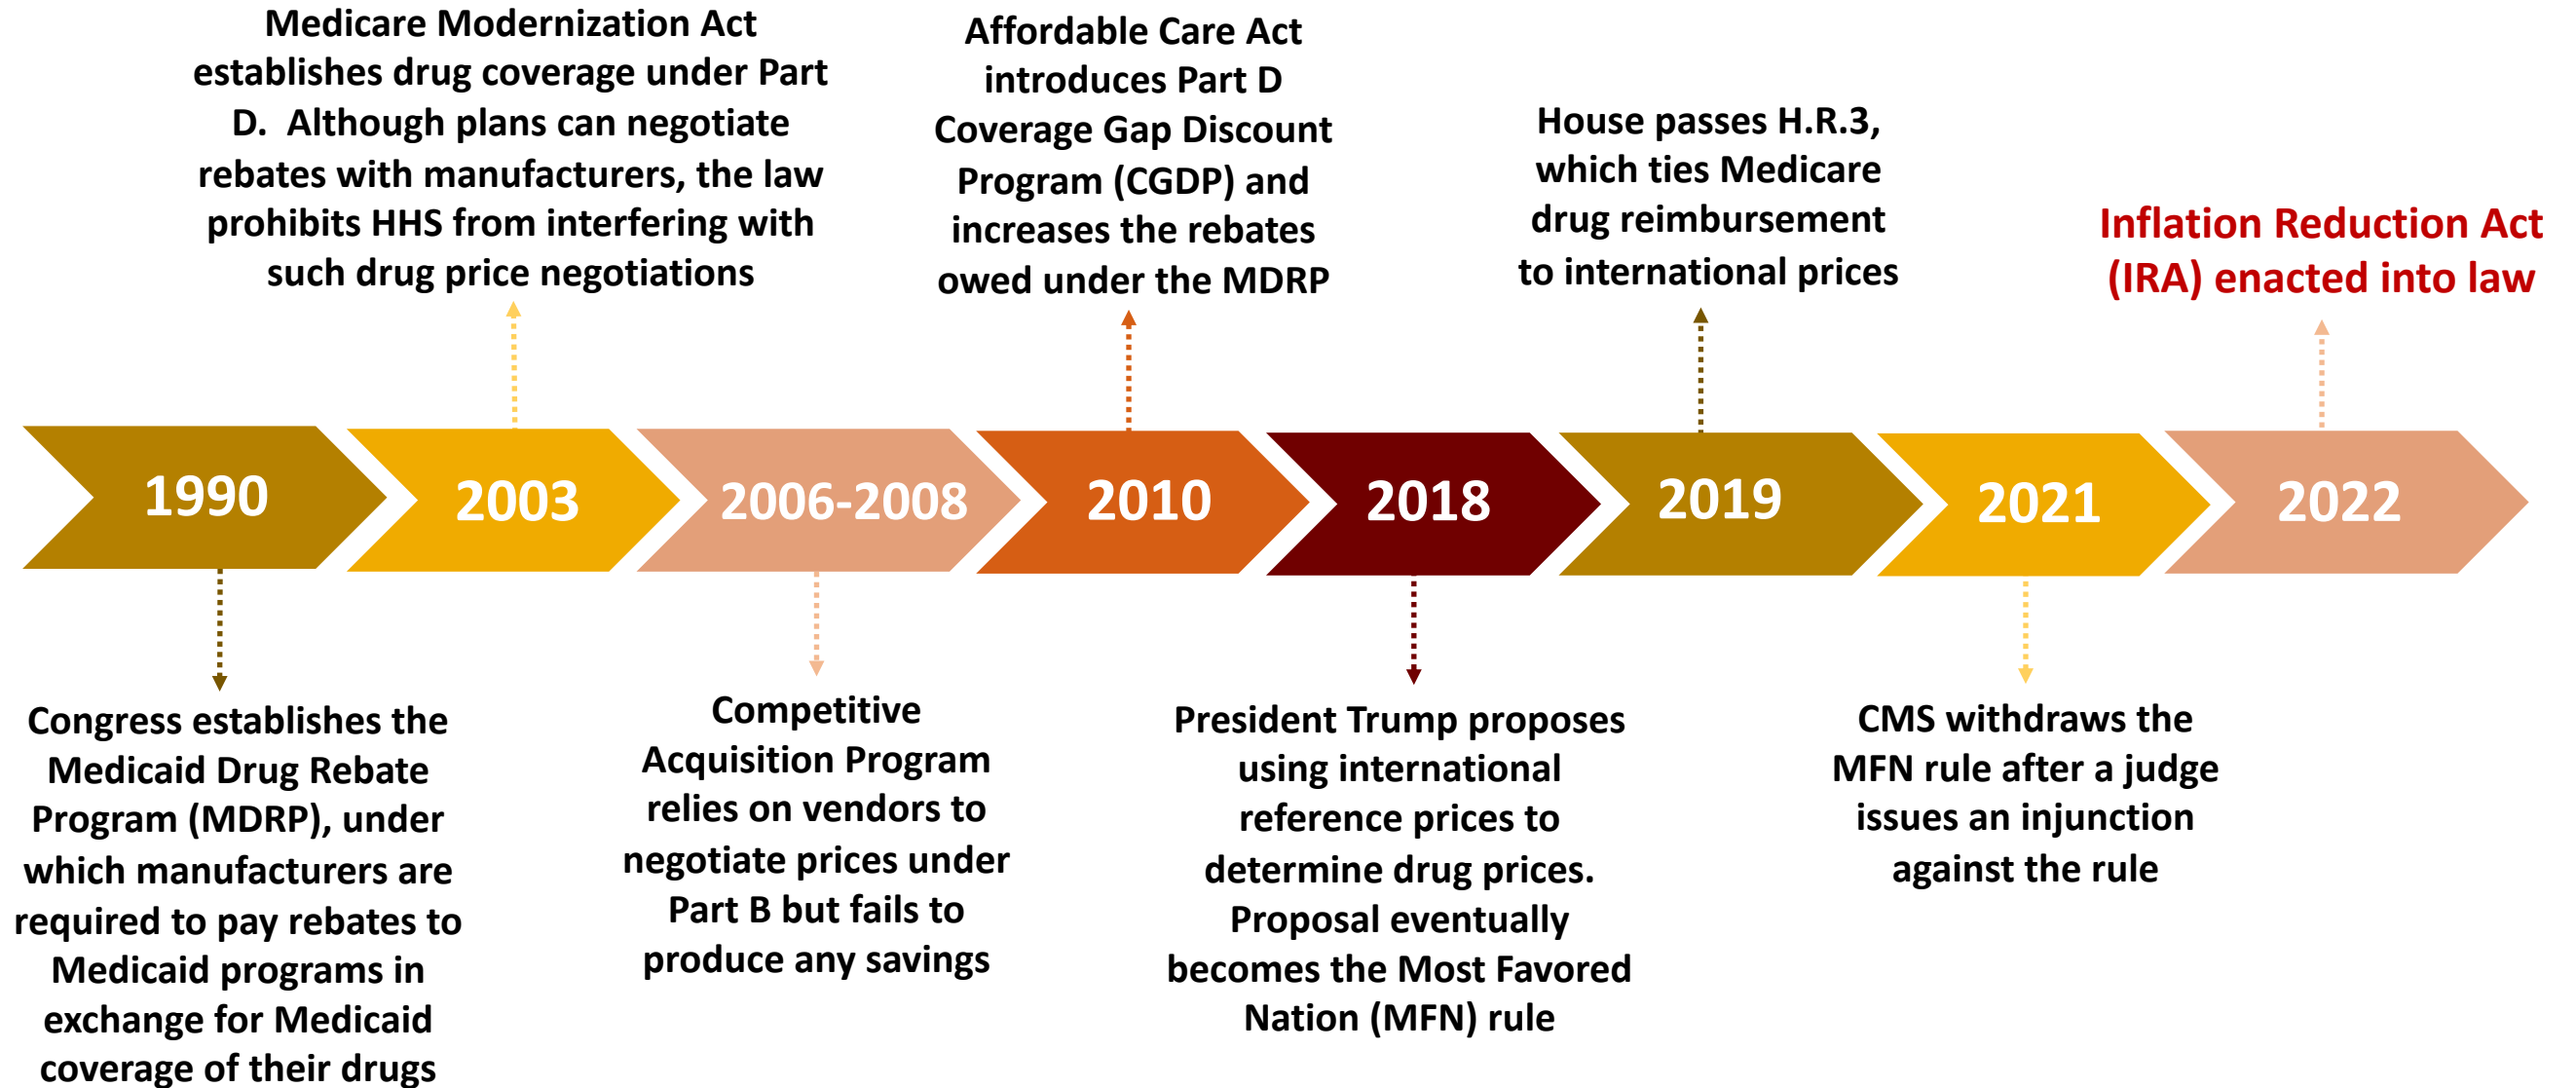 Medicare Modernization Act
establishes drug coverage under Part
D.  Although plans can negotiate
rebates with manufacturers, the law
prohibits HHS from interfering with
such drug price negotiations
Affordable Care Act
introduces Part D
Coverage Gap Discount
Program (CGDP) and
increases the rebates
owed under the MDRP
House passes H.R.3,
which ties Medicare
drug reimbursement
to international prices
Inflation Reduction Act
(IRA) enacted into law
1990
2003
2006-2008
2010
2018
2019
2021
2022
Congress establishes the
Medicaid Drug Rebate
Program (MDRP), under
which manufacturers are
required to pay rebates to
Medicaid programs in
exchange for Medicaid
coverage of their drugs
Competitive
Acquisition Program
relies on vendors to
negotiate prices under
Part B but fails to
produce any savings
President Trump proposes
using international
reference prices to
determine drug prices.
Proposal eventually
becomes the Most Favored
Nation (MFN) rule
CMS withdraws the
MFN rule after a judge
issues an injunction
against the rule